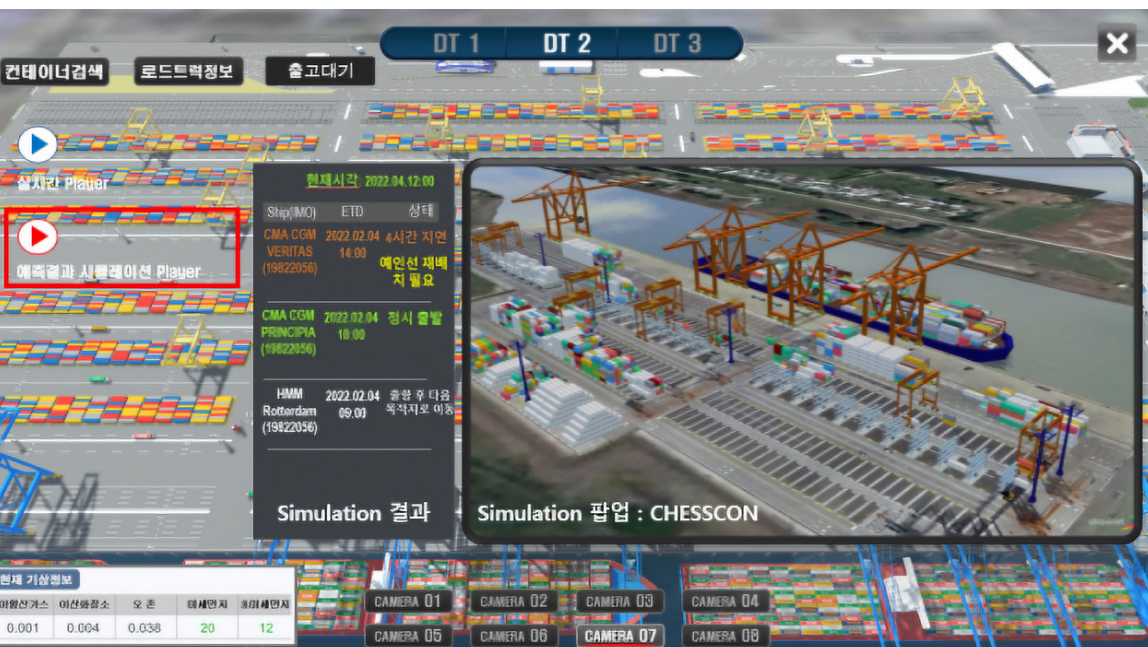 DT 1 DT 2 DT 3
컨테이너검색 로드트럭정보 출고대기
실시간 Player
예측결과 시뮬레이션 Player
현재시각 2022.04.12:00
Ship(IMO) ETD 상태
CMA CGM 2022.02.04 4시간 지연
VERITAS 14:00 예인선 재배
(19822056) 치 필요
CMA CGM 2022.02.04 정시 출발
PRINCIPIA 18:00
(19822056)
HMM 2022.02.04 출항 후 다음
Rotterdam 09:00 목적지로 이동
(19822056)
Simulation 결과
Simulation 팝업 : CHESSCON
현재 기상정보
아황산가스 이산화질소 오 존 미세먼지 초미세먼지
0.001 0.004 0.038 20 12
CAMERA 01 CAMERA 02 CAMERA 03 CAMERA 04
CAMERA 05 CAMERA 06 CAMERA 07 CAMERA 08